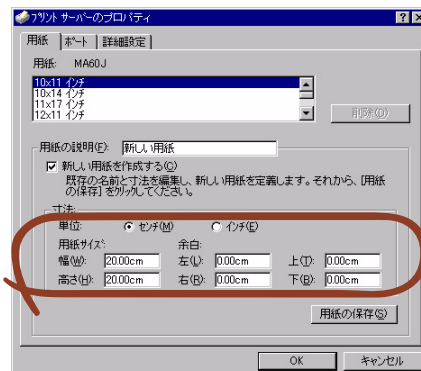 プリント サーバーのプロパティ
用紙 ポート 詳細設定
用紙: MA60J
10x11 インチ
10x14 インチ
11x17 インチ
12x11 インチ
削除(O)
用紙の説明(F): 新しい用紙
新しい用紙を作成する(C)
既存の名前と寸法を編集し、新しい用紙を定義します。それから、[用紙
の保存] をクリックしてください。
寸法:
単位: センチ(M) インチ(E)
用紙サイズ: 余白:
幅(W): 20.00cm 左(L): 0.00cm 上(T): 0.00cm
高さ(H): 20.00cm 右(R): 0.00cm 下(B): 0.00cm
用紙の保存(S)
OK キャンセル